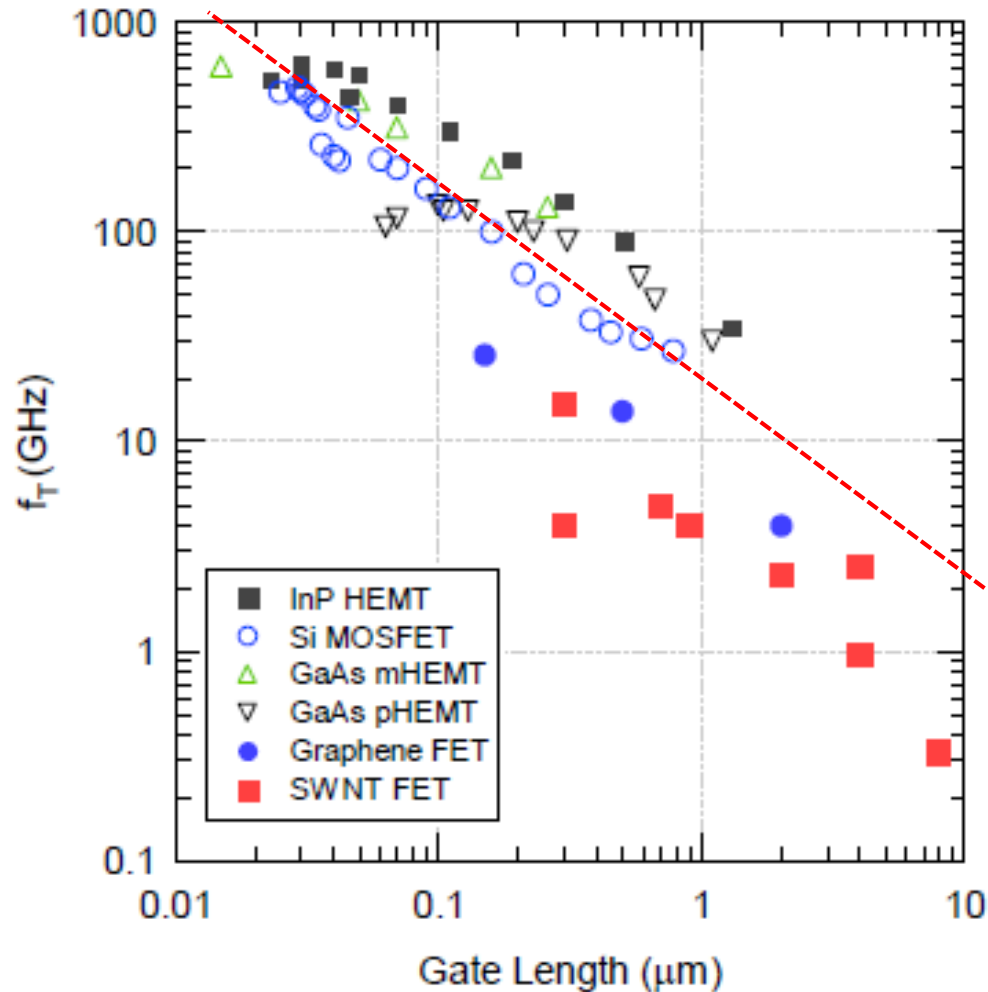 1000
100
10
1
0.1
f_T (GHz)
InP HEMT
Si MOSFET
GaAs mHEMT
GaAs pHEMT
Graphene FET
SWNT FET
0.01
0.1
1
10
Gate Length (μm)